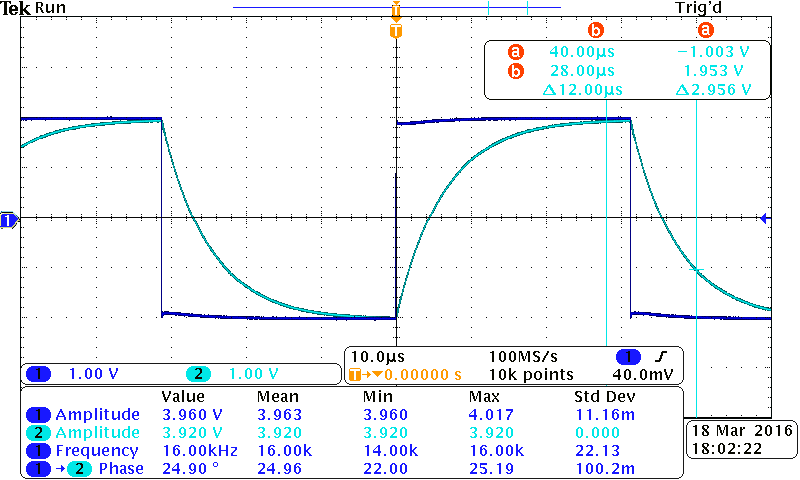 Tek Run Trig'd
T
T b a
a 40.00µs −1.003 V
b 28.00µs 1.953 V
Δ12.00µs Δ2.956 V
1
1 1.00 V 2 1.00 V
10.0µs 100MS/s 1
T→▼0.00000 s 10k points 40.0mV
Value Mean Min Max Std Dev
1 Amplitude 3.960 V 3.963 3.960 4.017 11.16m
2 Amplitude 3.920 V 3.920 3.920 3.920 0.000
1 Frequency 16.00kHz 16.00k 14.00k 16.00k 22.13
1 → 2 Phase 24.90 ° 24.96 22.00 25.19 100.2m
18 Mar 2016
18:02:22